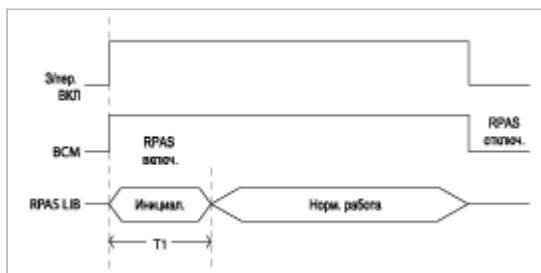 З/пер.
ВКЛ
BCM
RPAS
включ.
RPAS
отключ.
RPAS LIB
Инициал.
Норм. работа
T1